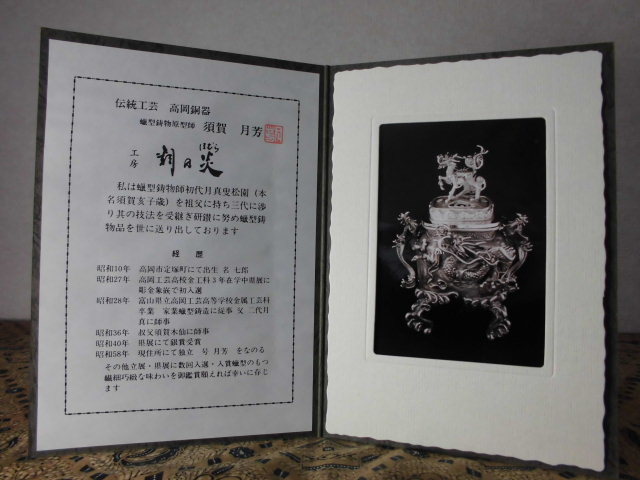 伝統工芸 高岡銅器
蠟型鋳物原型師 須賀 月芳
工房
私は蠟型鋳物師初代月真叟松園（本
名須賀亥子歳）を祖父に持ち三代に渉
り其の技法を受継ぎ研鑽に努め蠟型鋳
物品を世に送り出しております
経歴
昭和10年 高岡市定塚町にて出生 名 七郎
昭和27年 高岡工芸高校金工科3年在学中県展に
彫金象嵌で初入選
昭和28年 富山県立高岡工芸高等学校金属工芸科
卒業 家業蠟型鋳造に従事 父 二代月
真に師事
昭和36年 叔父須賀木仙に師事
昭和40年 県展にて銀賞受賞
昭和58年 現住所にて独立 号 月芳 をなのる
その他立展・県展に数回入選・入賞蠟型のもつ
繊細巧緻な味わいを御鑑賞願えれば幸いに存じ
ます